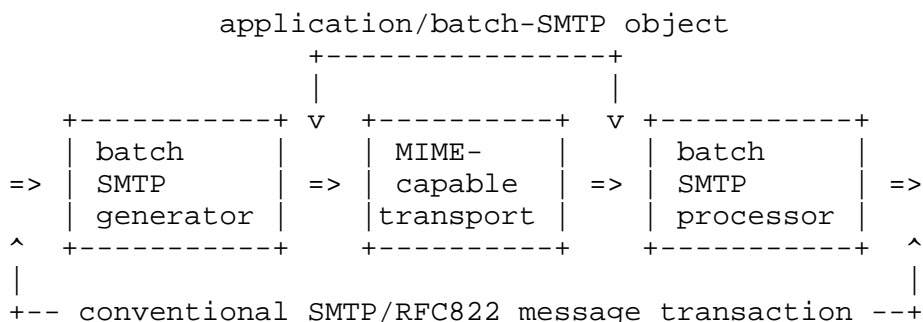 application/batch-SMTP object
+-----------------+
|                 |
+-----------+ v +----------+ v +-----------+
| batch     |   | MIME-    |   | batch     |
=> | SMTP      | => | capable  | => | SMTP      | =>
| generator |   |transport |   | processor |
^ +-----------+   +----------+   +-----------+ ^
|                                             |
+-- conventional SMTP/RFC822 message transaction --+